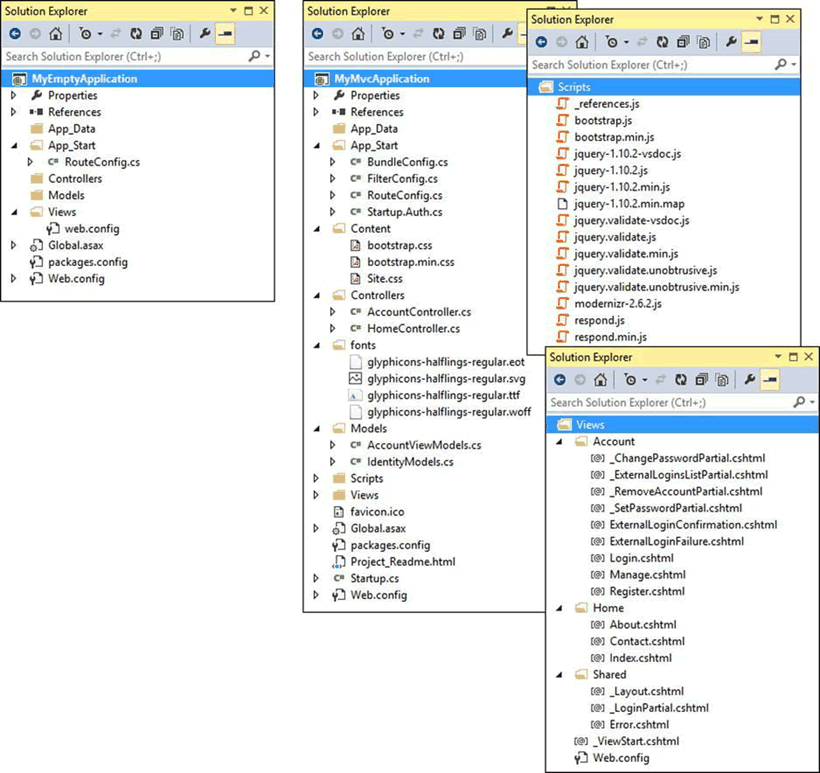 Solution Explorer
Search Solution Explorer (Ctrl+;)
MyEmptyApplication
Properties
References
App_Data
App_Start
RouteConfig.cs
Controllers
Models
Views
web.config
Global.asax
packages.config
Web.config
Solution Explorer
Search Solution Explorer (Ctrl+;)
MyMvcApplication
Properties
References
App_Data
App_Start
BundleConfig.cs
FilterConfig.cs
RouteConfig.cs
Startup.Auth.cs
Content
bootstrap.css
bootstrap.min.css
Site.css
Controllers
AccountController.cs
HomeController.cs
fonts
glyphicons-halflings-regular.eot
glyphicons-halflings-regular.svg
glyphicons-halflings-regular.ttf
glyphicons-halflings-regular.woff
Models
AccountViewModels.cs
IdentityModels.cs
Scripts
Views
favicon.ico
Global.asax
packages.config
Project_Readme.html
Startup.cs
Web.config
Solution Explorer
Search Solution Explorer (Ctrl+;)
Scripts
_references.js
bootstrap.js
bootstrap.min.js
jquery-1.10.2-vsdoc.js
jquery-1.10.2.js
jquery-1.10.2.min.js
jquery-1.10.2.min.map
jquery.validate-vsdoc.js
jquery.validate.js
jquery.validate.min.js
jquery.validate.unobtrusive.js
jquery.validate.unobtrusive.min.js
modernizr-2.6.2.js
respond.js
respond.min.js
Solution Explorer
Search Solution Explorer (Ctrl+;)
Views
Account
_ChangePasswordPartial.cshtml
_ExternalLoginsListPartial.cshtml
_RemoveAccountPartial.cshtml
_SetPasswordPartial.cshtml
ExternalLoginConfirmation.cshtml
ExternalLoginFailure.cshtml
Login.cshtml
Manage.cshtml
Register.cshtml
Home
About.cshtml
Contact.cshtml
Index.cshtml
Shared
_Layout.cshtml
_LoginPartial.cshtml
Error.cshtml
_ViewStart.cshtml
Web.config